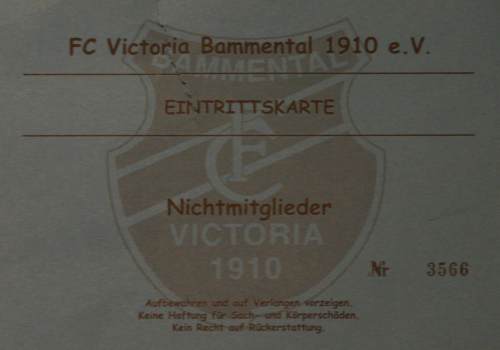 FC Victoria Bammental 1910 e.V.
BAMMENTAL
EINTRITTSKARTE
FC
Nichtmitglieder
VICTORIA
1910
Nr 3566
Aufbewahren und auf Verlangen vorzeigen.
Keine Haftung für Sach- und Körperschäden.
Kein Recht auf Rückerstattung.